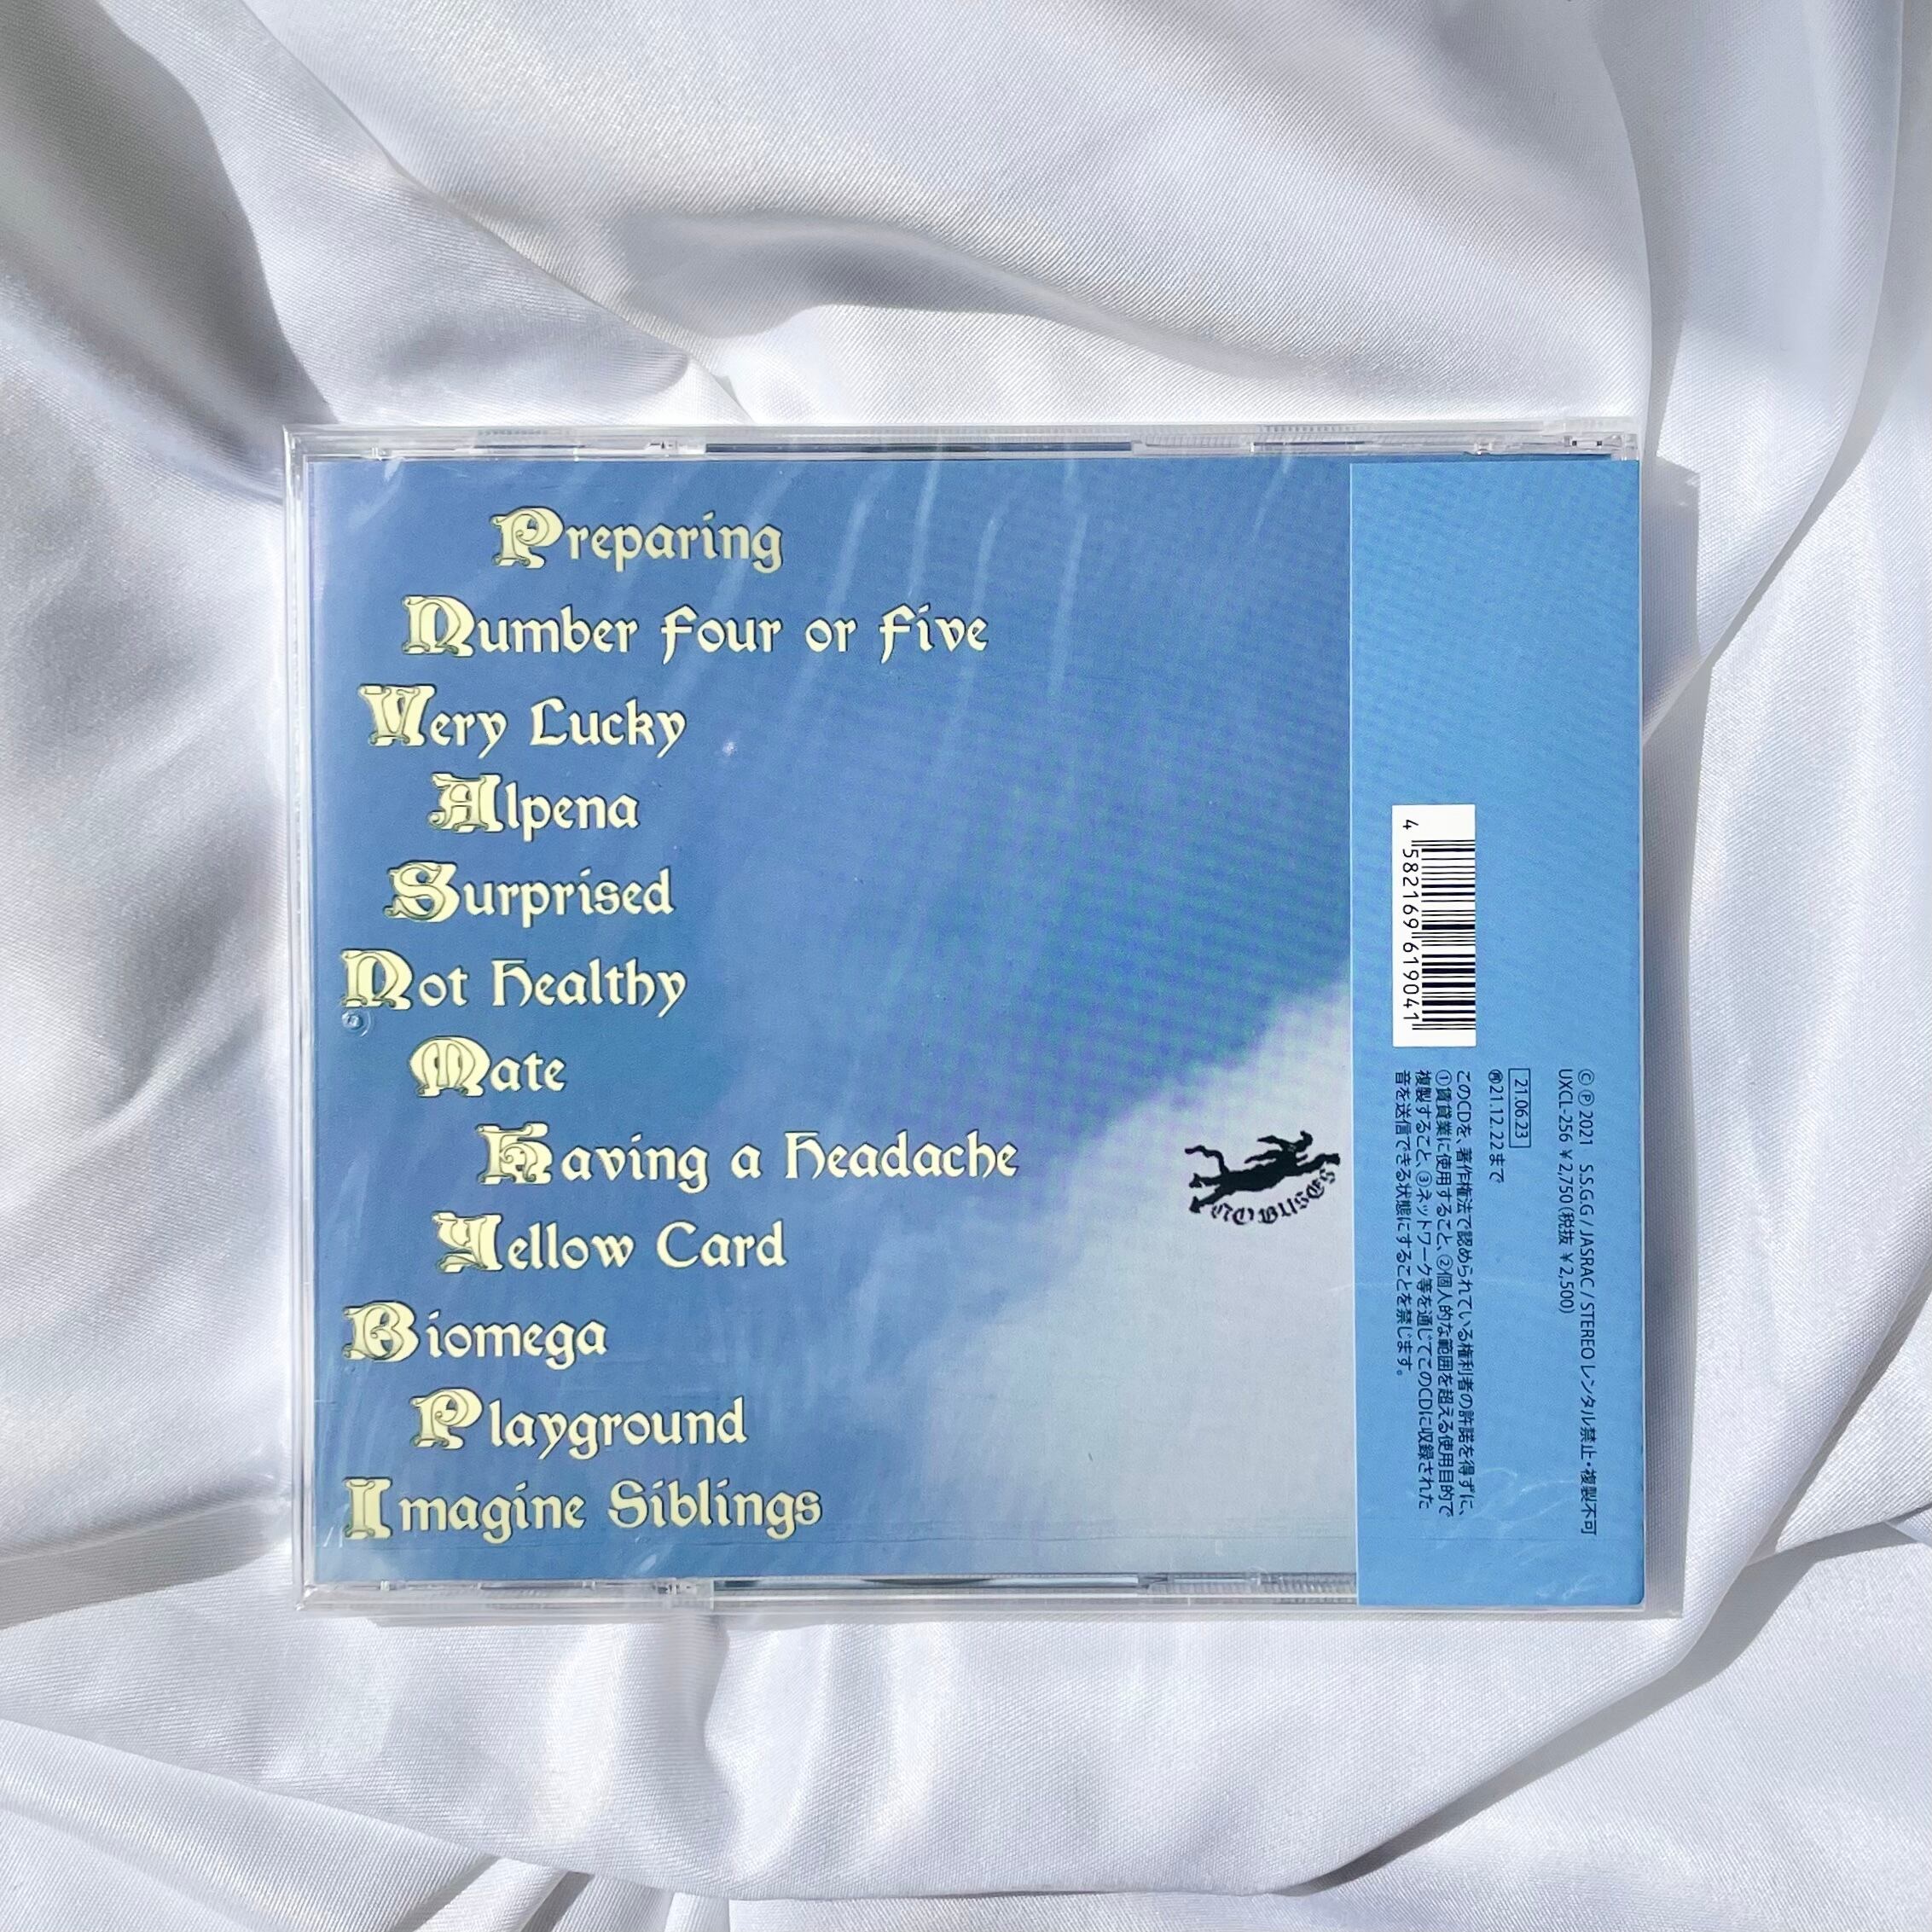 Preparing
Number Four or Five
Very Lucky
Alpena
Surprised
Not Healthy
Mate
Having a Headache
Yellow Card
Biomega
Playground
Imagine Siblings
NO BUSES
4 582169 619041
Ⓒ Ⓟ 2021 S.S.G.G / JASRAC / STEREO レンタル禁止・複製不可
UXCL-256 ¥2,750(税抜 ¥2,500)
21.06.23
㊢21.12.22まで
このCDを、著作権法で認められている権利者の許諾を得ずに、
①賃貸業に使用すること、②個人的な範囲を超える使用目的で
複製すること、③ネットワーク等を通じてこのCDに収録された
音を送信できる状態にすることを禁じます。